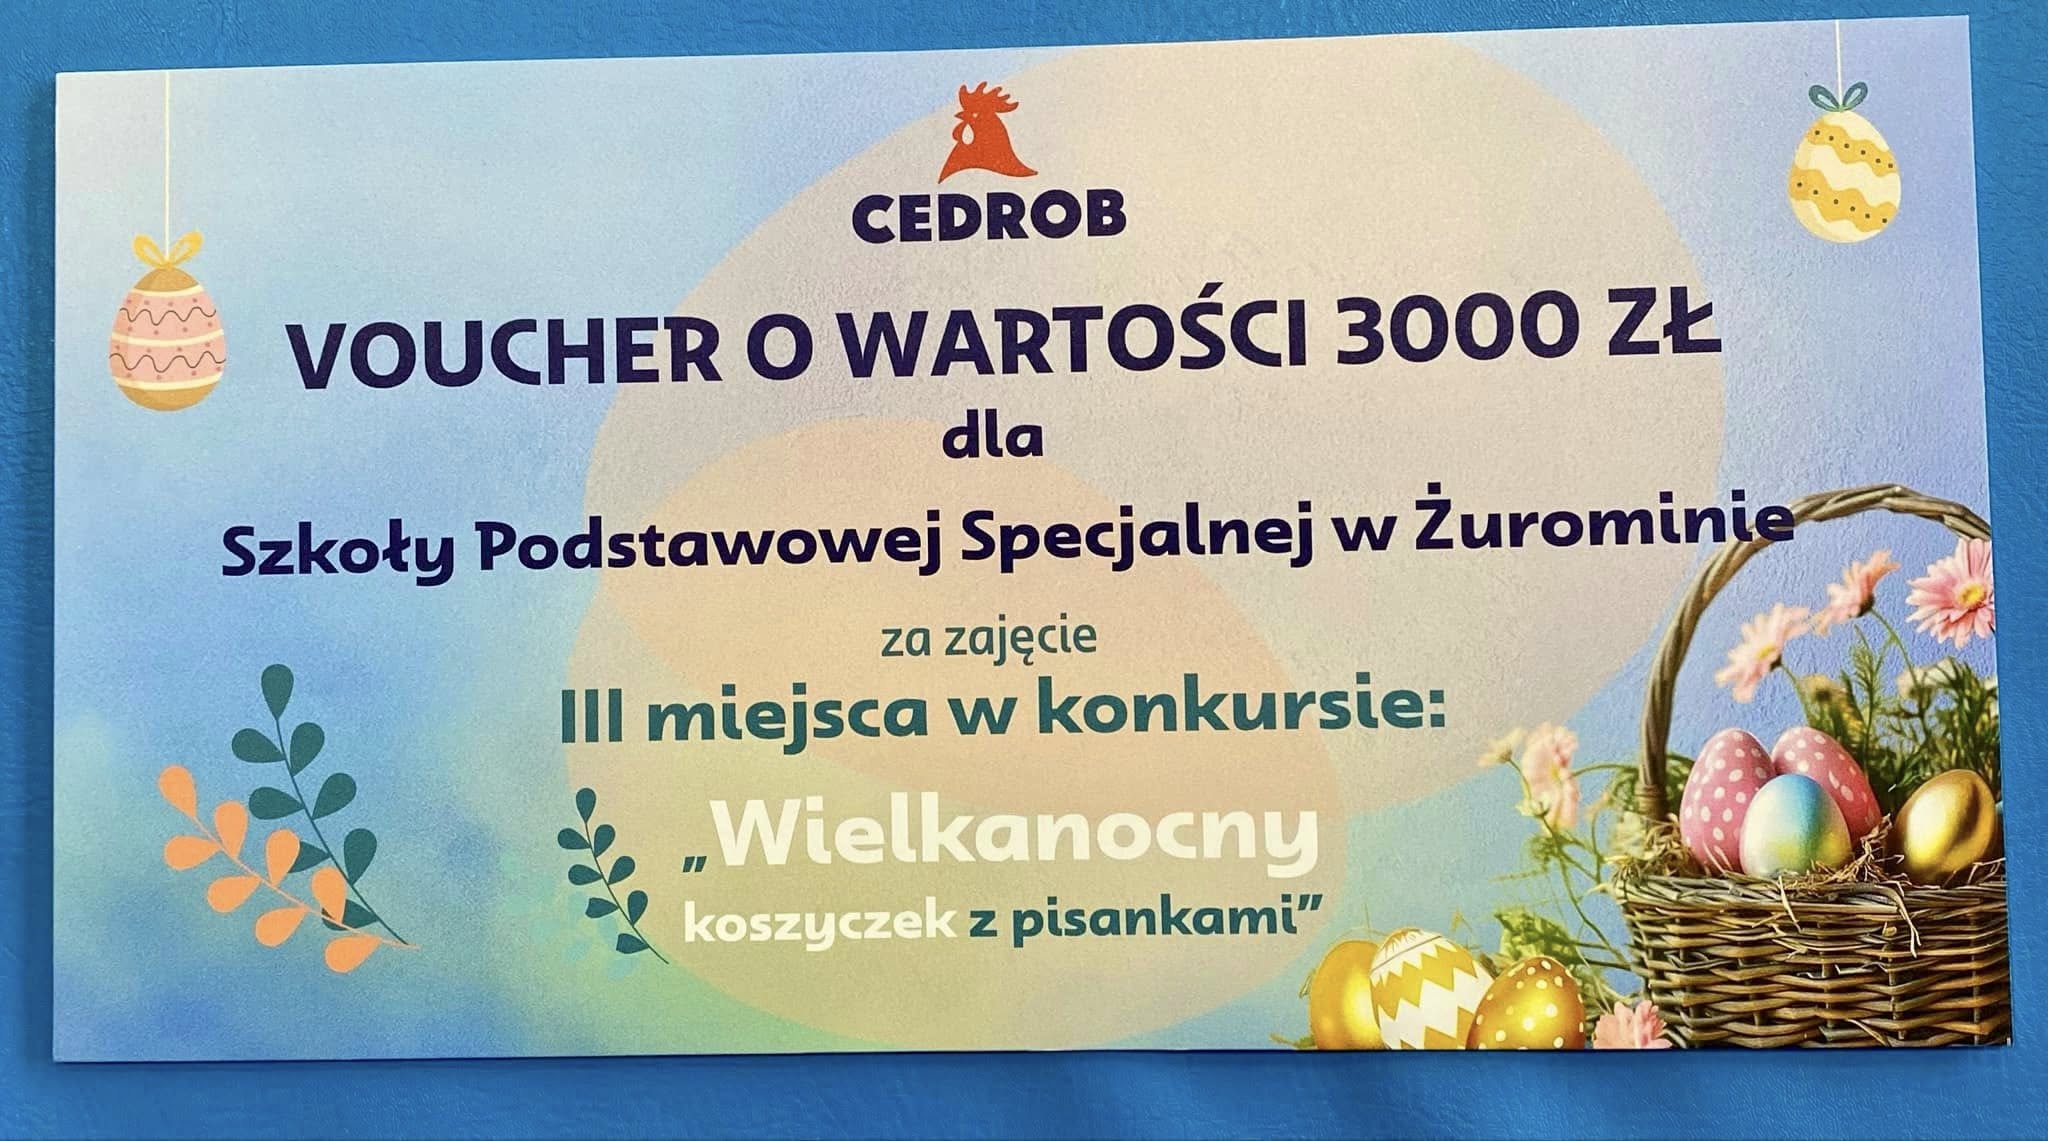 CEDROB
VOUCHER O WARTOŚCI 3000 ZŁ
dla
Szkoły Podstawowej Specjalnej w Żurominie
za zajęcie
III miejsca w konkursie:
„Wielkanocny
koszyczek z pisankami”